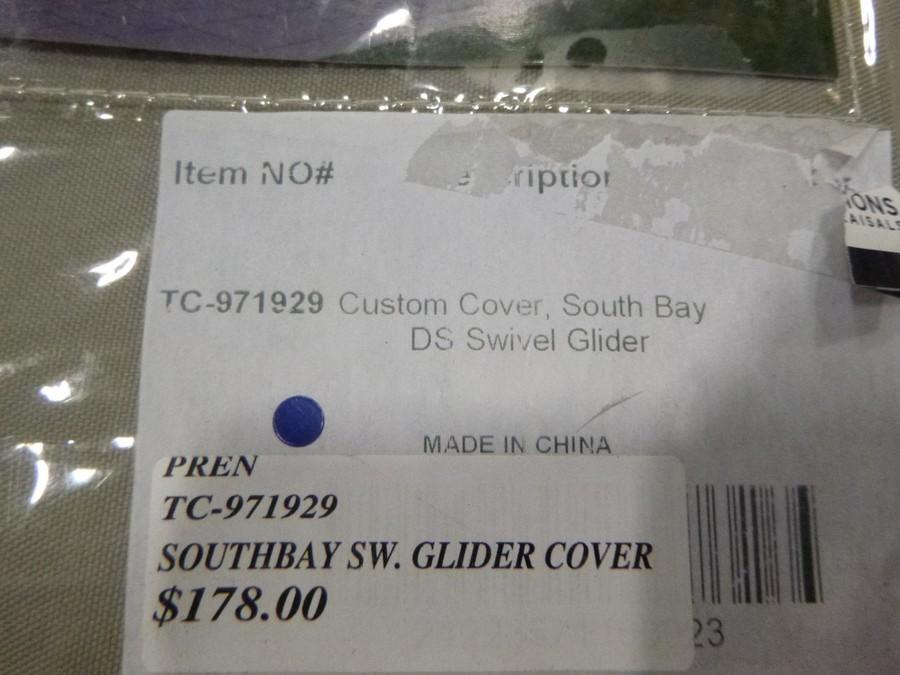 Item NO#
TC-971929 Custom Cover, South Bay
DS Swivel Glider
MADE IN CHINA
PREN
TC-971929
SOUTHBAY SW. GLIDER COVER
$178.00
23